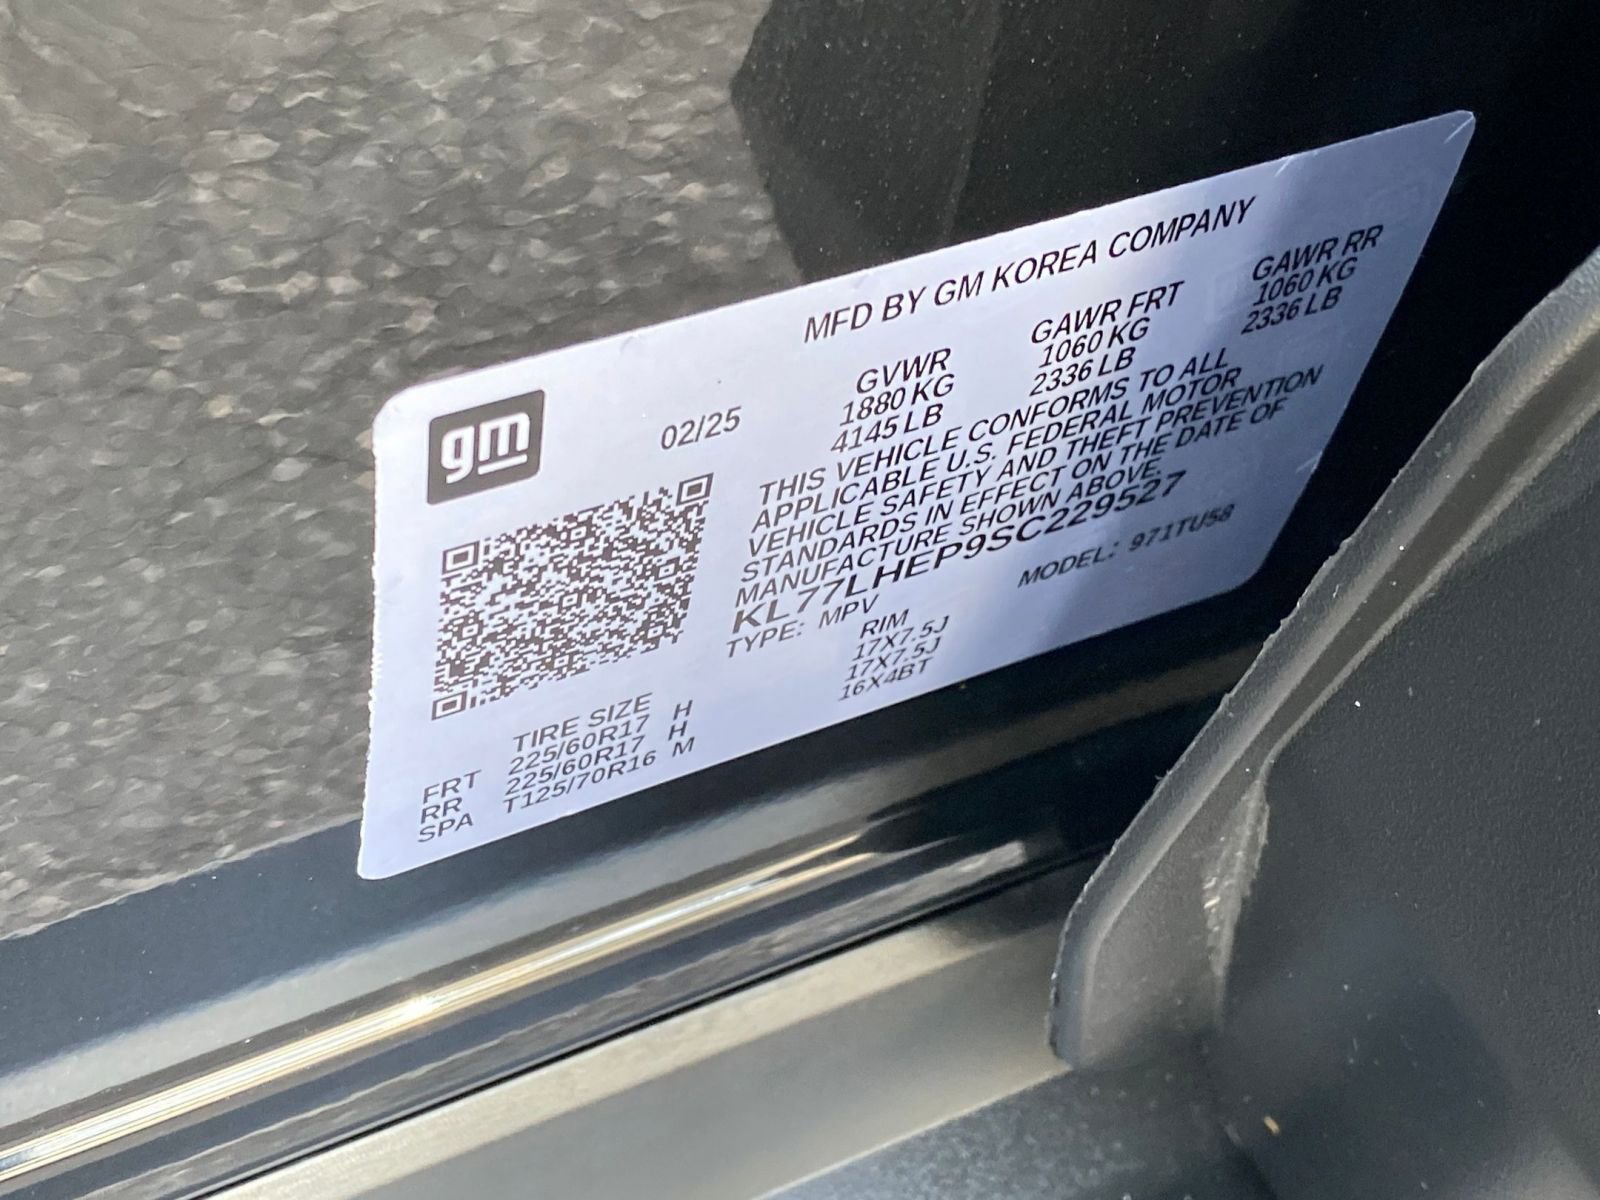 MFD BY GM KOREA COMPANY
gm
02/25
GVWR GAWR FRT GAWR RR
1880 KG 1060 KG 1060 KG
4145 LB 2336 LB 2336 LB
THIS VEHICLE CONFORMS TO ALL
APPLICABLE U.S. FEDERAL MOTOR
VEHICLE SAFETY AND THEFT PREVENTION
STANDARDS IN EFFECT ON THE DATE OF
MANUFACTURE SHOWN ABOVE.
KL77LHEP9SC229527
TYPE: MPV MODEL: 971TU58
TIRE SIZE RIM
FRT 225/60R17 H 17X7.5J
RR 225/60R17 H 17X7.5J
SPA T125/70R16 M 16X4BT